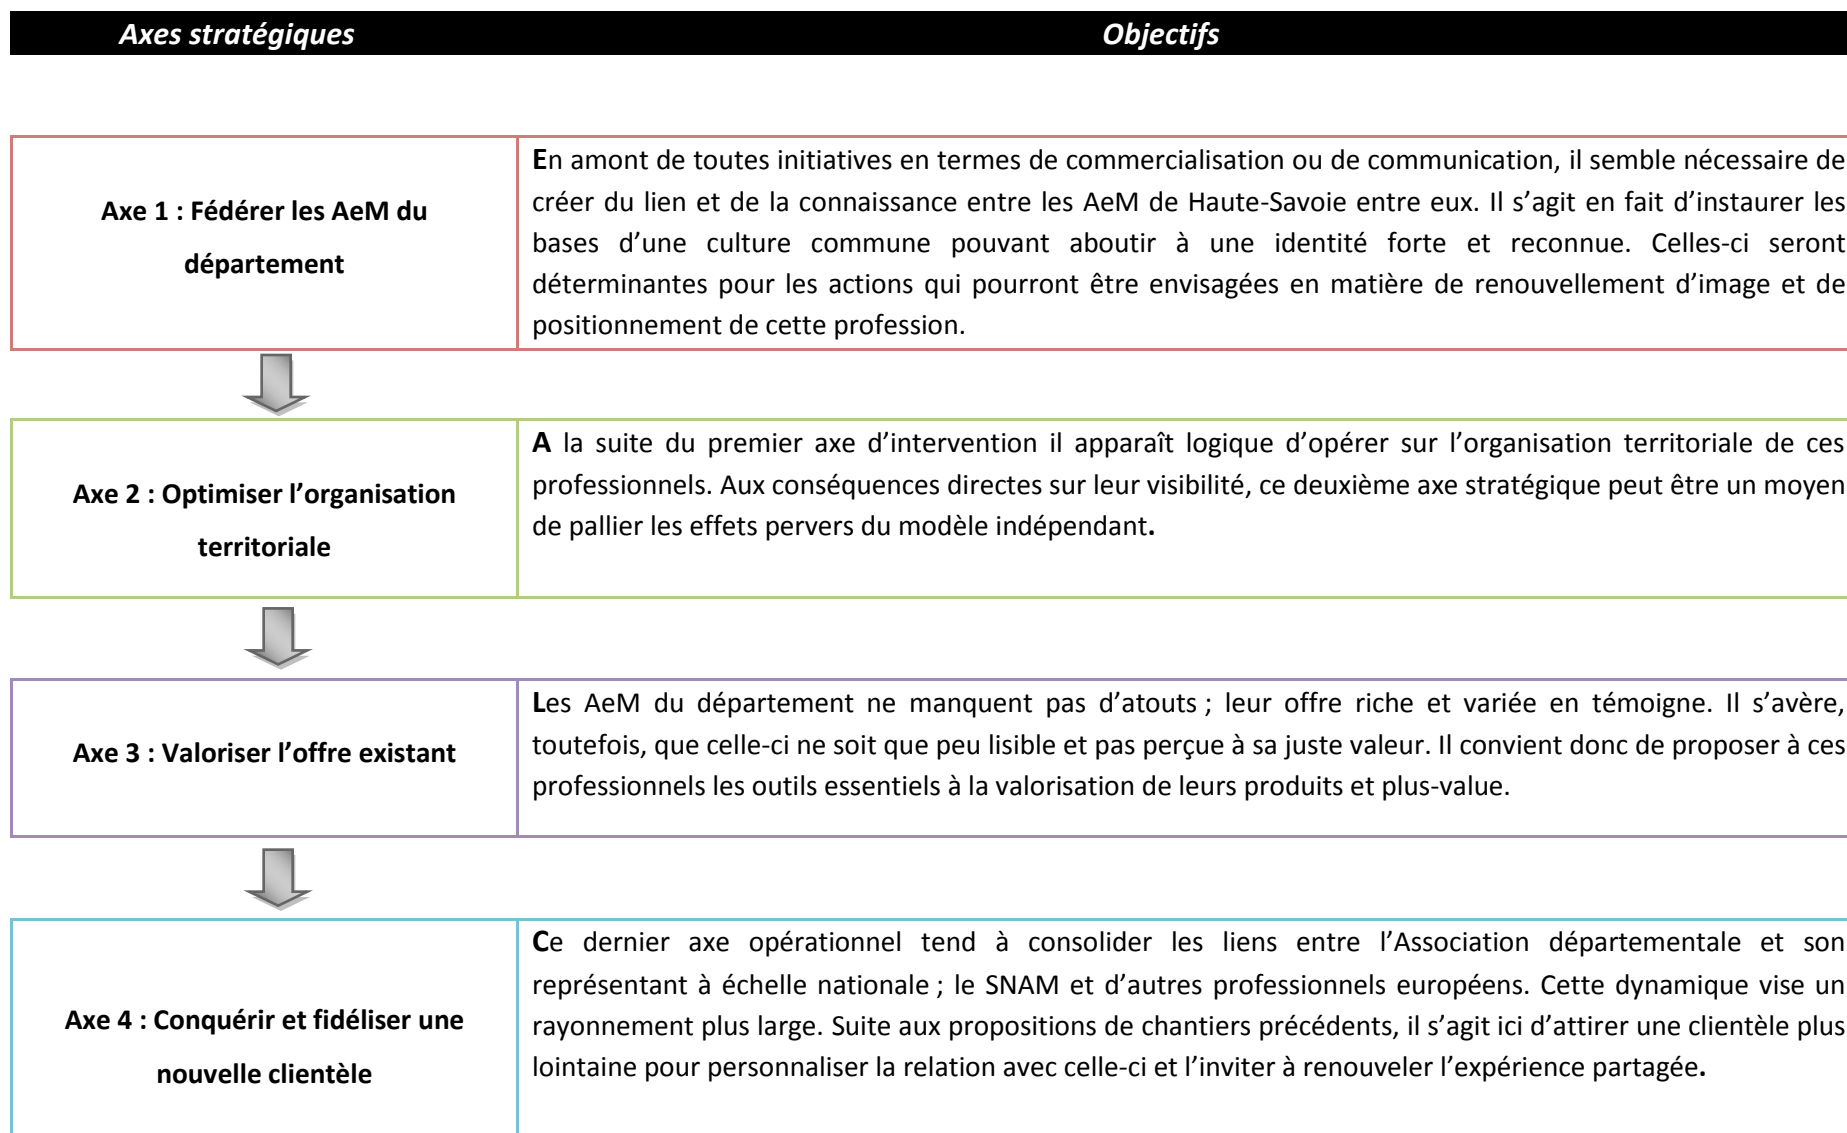 Axes stratégiques Objectifs
Axe 1 : Fédérer les AeM du
département
En amont de toutes initiatives en termes de commercialisation ou de communication, il semble nécessaire de
créer du lien et de la connaissance entre les AeM de Haute-Savoie entre eux. Il s’agit en fait d’instaurer les
bases d’une culture commune pouvant aboutir à une identité forte et reconnue. Celles-ci seront
déterminantes pour les actions qui pourront être envisagées en matière de renouvellement d’image et de
positionnement de cette profession.
Axe 2 : Optimiser l’organisation
territoriale
A la suite du premier axe d’intervention il apparaît logique d’opérer sur l’organisation territoriale de ces
professionnels. Aux conséquences directes sur leur visibilité, ce deuxième axe stratégique peut être un moyen
de pallier les effets pervers du modèle indépendant.
Axe 3 : Valoriser l’offre existant
Les AeM du département ne manquent pas d’atouts ; leur offre riche et variée en témoigne. Il s’avère,
toutefois, que celle-ci ne soit que peu lisible et pas perçue à sa juste valeur. Il convient donc de proposer à ces
professionnels les outils essentiels à la valorisation de leurs produits et plus-value.
Axe 4 : Conquérir et fidéliser une
nouvelle clientèle
Ce dernier axe opérationnel tend à consolider les liens entre l’Association départementale et son
représentant à échelle nationale ; le SNAM et d’autres professionnels européens. Cette dynamique vise un
rayonnement plus large. Suite aux propositions de chantiers précédents, il s’agit ici d’attirer une clientèle plus
lointaine pour personnaliser la relation avec celle-ci et l’inviter à renouveler l’expérience partagée.